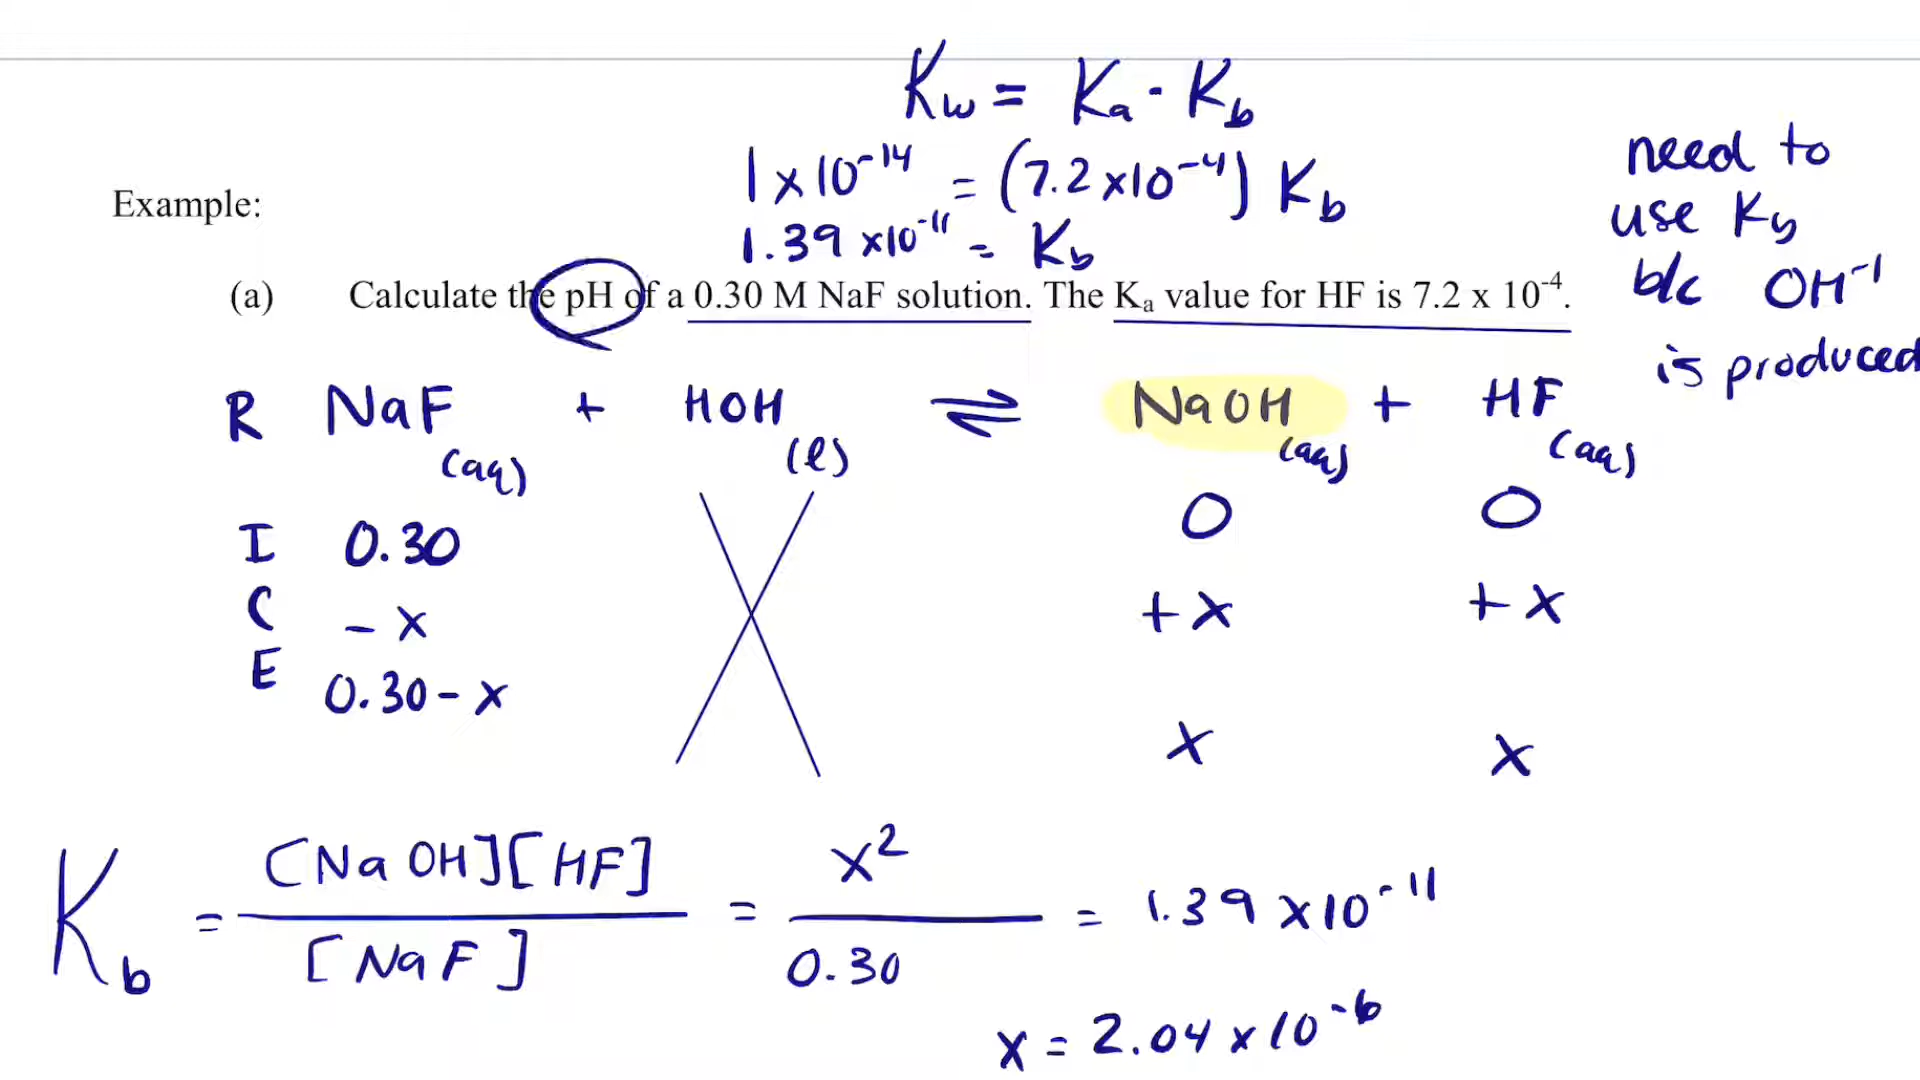 Kw = Ka · Kb
1 x 10⁻¹⁴ = (7.2 x 10⁻⁴) Kb
1.39 x 10⁻¹¹ = Kb
need to
use Kb
b/c OH⁻¹
is produced
Example:
(a) Calculate the pH of a 0.30 M NaF solution. The Kₐ value for HF is 7.2 x 10⁻⁴.
R NaF (aq) + HOH (l) ⇌ NaOH (aq) + HF (aq)
I 0.30 0 0
C - x + x + x
E 0.30 - x x x
Kb = [NaOH][HF] / [NaF] = x² / 0.30 = 1.39 x 10⁻¹¹
x = 2.04 x 10⁻⁶